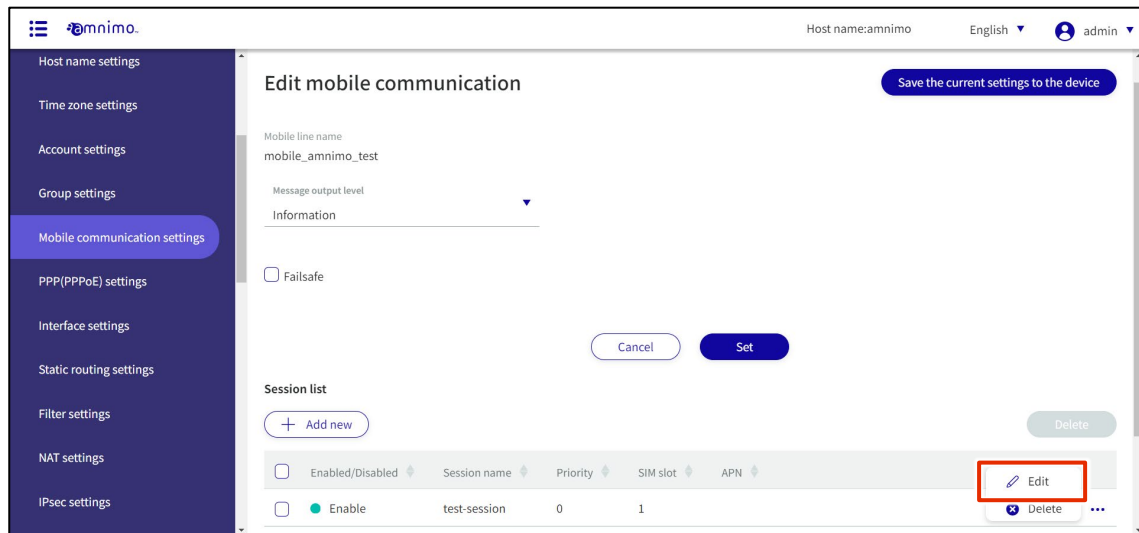 amnimo
Host name:amnimo
English
admin
Host name settings
Time zone settings
Account settings
Group settings
Mobile communication settings
PPP(PPPoE) settings
Interface settings
Static routing settings
Filter settings
NAT settings
IPsec settings
Edit mobile communication
Save the current settings to the device
Mobile line name
mobile_amnimo_test
Message output level
Information
Failsafe
Cancel
Set
Session list
Add new
Delete
Enabled/Disabled Session name Priority SIM slot APN
Edit
Enable test-session 0 1
Delete